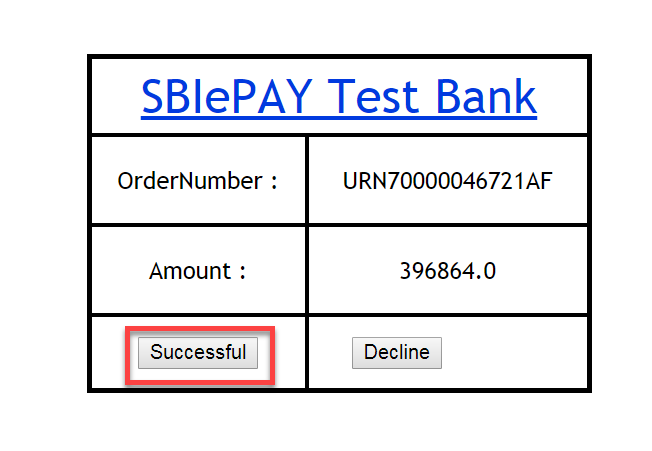 SBIePAY Test Bank
OrderNumber : URN70000046721AF
Amount : 396864.0
Successful Decline